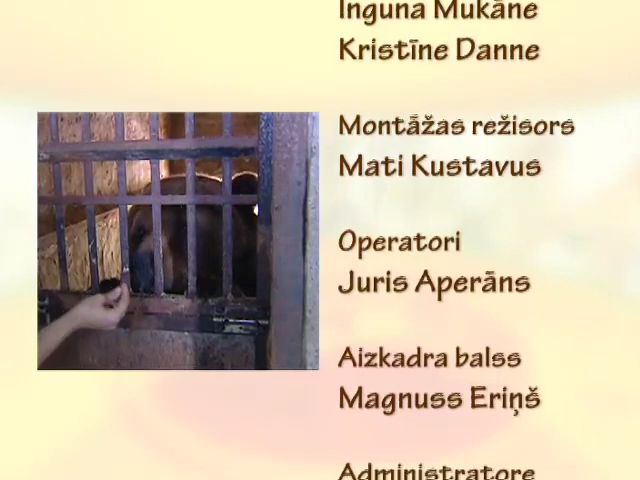 Inguna Mukāne
Kristīne Danne
Montāžas režisors
Mati Kustavus
Operatori
Juris Aperāns
Aizkadra balss
Magnuss Eriņš
Administratore